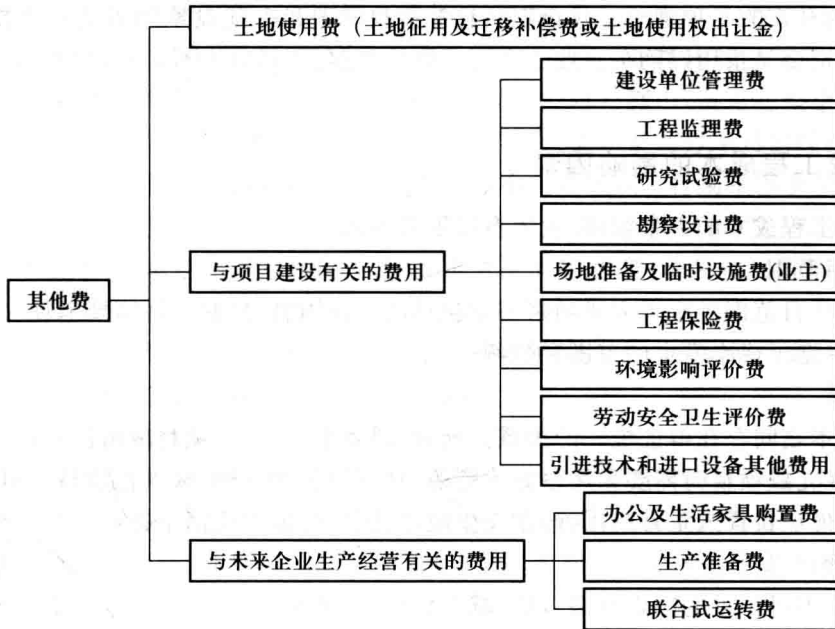 土地使用费（土地征用及迁移补偿费或土地使用权出让金）
建设单位管理费
工程监理费
研究试验费
勘察设计费
与项目建设有关的费用
场地准备及临时设施费(业主)
其他费
工程保险费
环境影响评价费
劳动安全卫生评价费
引进技术和进口设备其他费用
办公及生活家具购置费
与未来企业生产经营有关的费用
生产准备费
联合试运转费